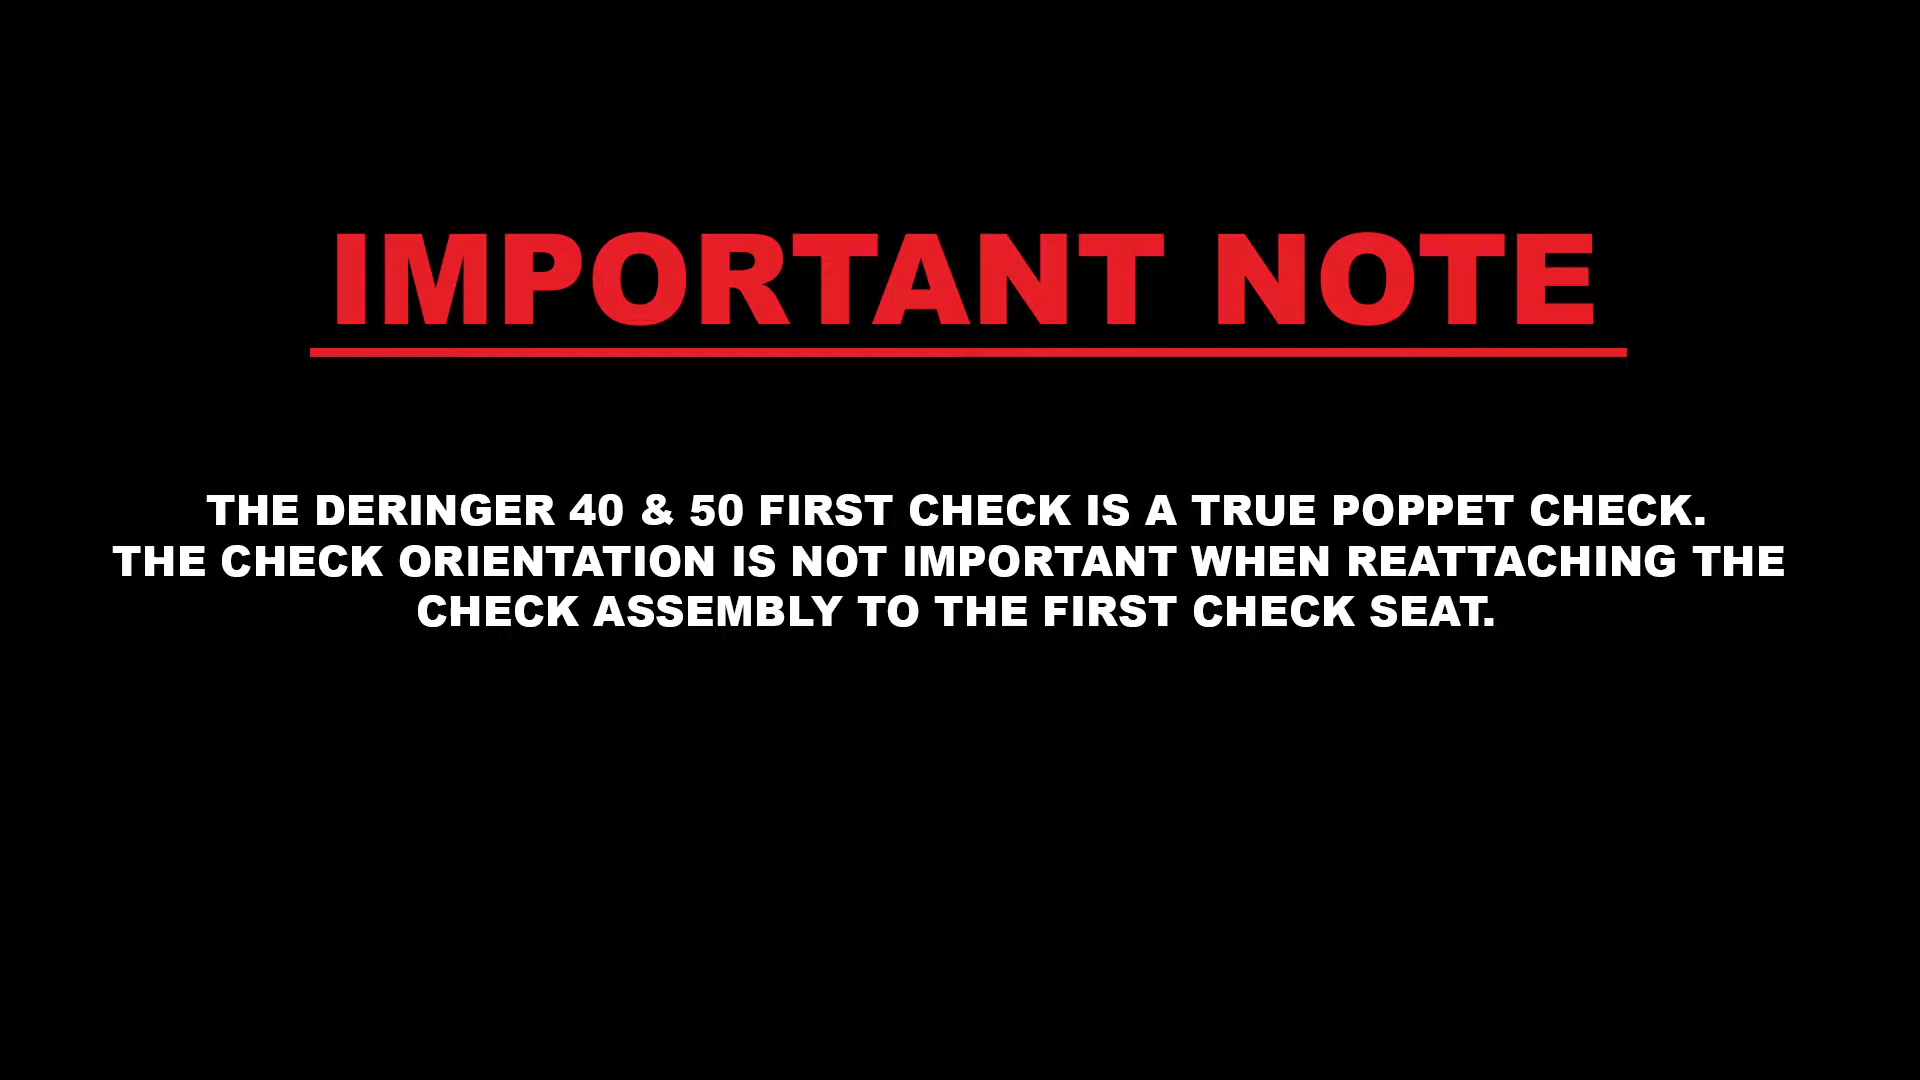 IMPORTANT NOTE
THE DERINGER 40 & 50 FIRST CHECK IS A TRUE POPPET CHECK.
THE CHECK ORIENTATION IS NOT IMPORTANT WHEN REATTACHING THE
CHECK ASSEMBLY TO THE FIRST CHECK SEAT.